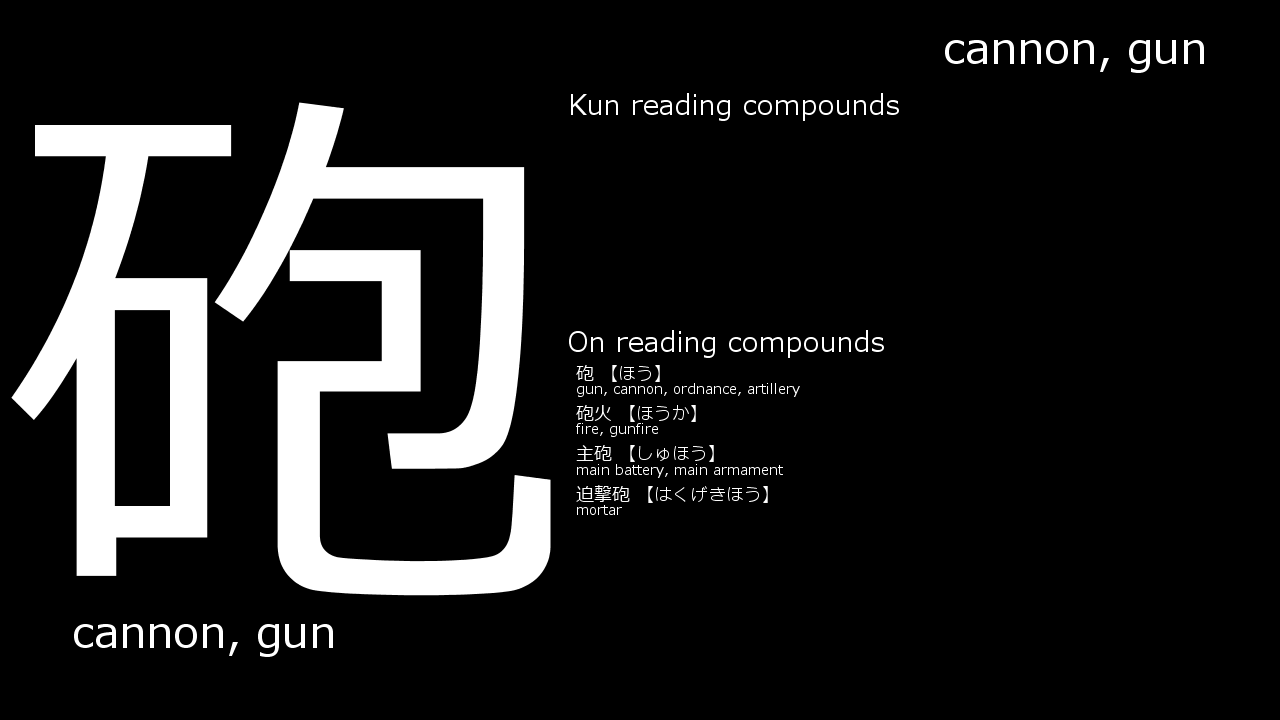 cannon, gun
砲
Kun reading compounds
On reading compounds
砲 【ほう】
gun, cannon, ordnance, artillery
砲火 【ほうか】
fire, gunfire
主砲 【しゅほう】
main battery, main armament
迫撃砲 【はくげきほう】
mortar
cannon, gun